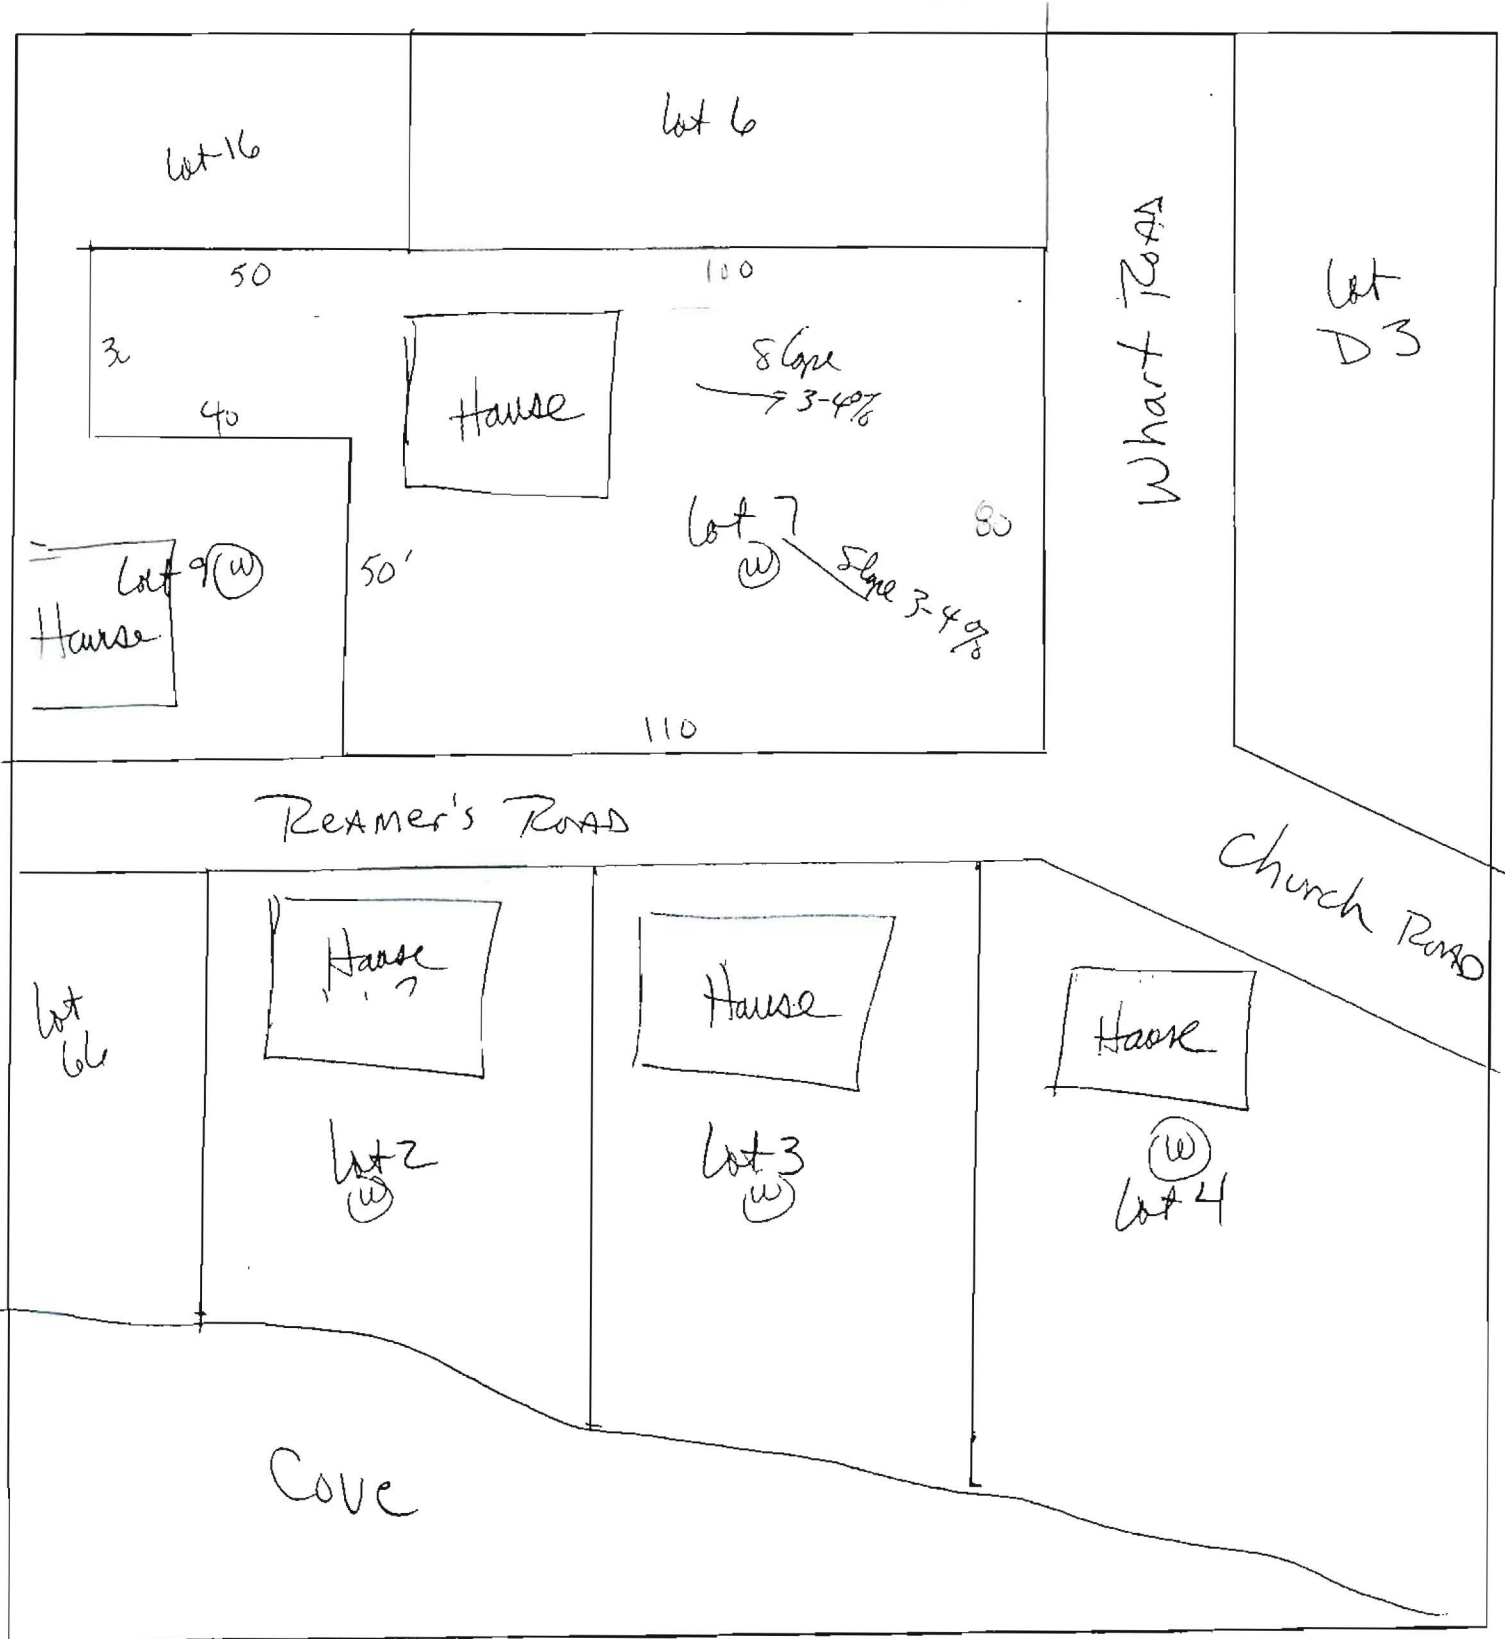 Lot 16
Lot 6
50
100
Wharf Road
Lot
D3
Slope
3-4%
40
House
Lot 7
W
80
Slope 3-4%
Lot 9 W
House
50'
110
Reamer's Road
Church Road
House
House
House
Lot
66
Lot 2
W
Lot 3
W
W
Lot 4
Cove